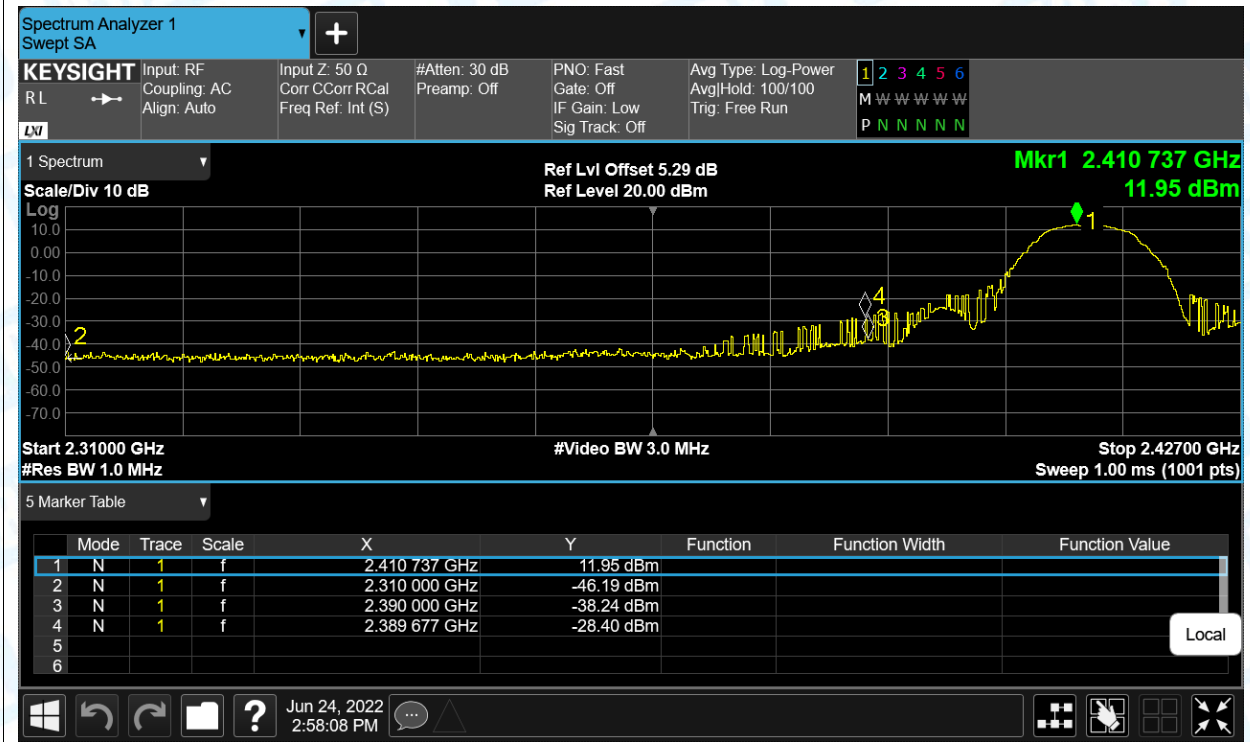 Spectrum Analyzer 1
Swept SA
+
KEYSIGHT
R L
LXI
Input: RF
Coupling: AC
Align: Auto
Input Z: 50 Ω
Corr CCorr RCal
Freq Ref: Int (S)
#Atten: 30 dB
Preamp: Off
PNO: Fast
Gate: Off
IF Gain: Low
Sig Track: Off
Avg Type: Log-Power
Avg|Hold: 100/100
Trig: Free Run
1 2 3 4 5 6
M W W W W W
P N N N N N
1 Spectrum
Scale/Div 10 dB
Ref Lvl Offset 5.29 dB
Ref Level 20.00 dBm
Mkr1 2.410 737 GHz
11.95 dBm
Log
10.0
0.00
-10.0
-20.0
-30.0
-40.0
-50.0
-60.0
-70.0
2
4
3
1
Start 2.31000 GHz
#Video BW 3.0 MHz
Stop 2.42700 GHz
#Res BW 1.0 MHz
Sweep 1.00 ms (1001 pts)
5 Marker Table
Mode Trace Scale X Y Function Function Width Function Value
1 N 1 f 2.410 737 GHz 11.95 dBm
2 N 1 f 2.310 000 GHz -46.19 dBm
3 N 1 f 2.390 000 GHz -38.24 dBm
4 N 1 f 2.389 677 GHz -28.40 dBm
5
6
Local
?
Jun 24, 2022
2:58:08 PM